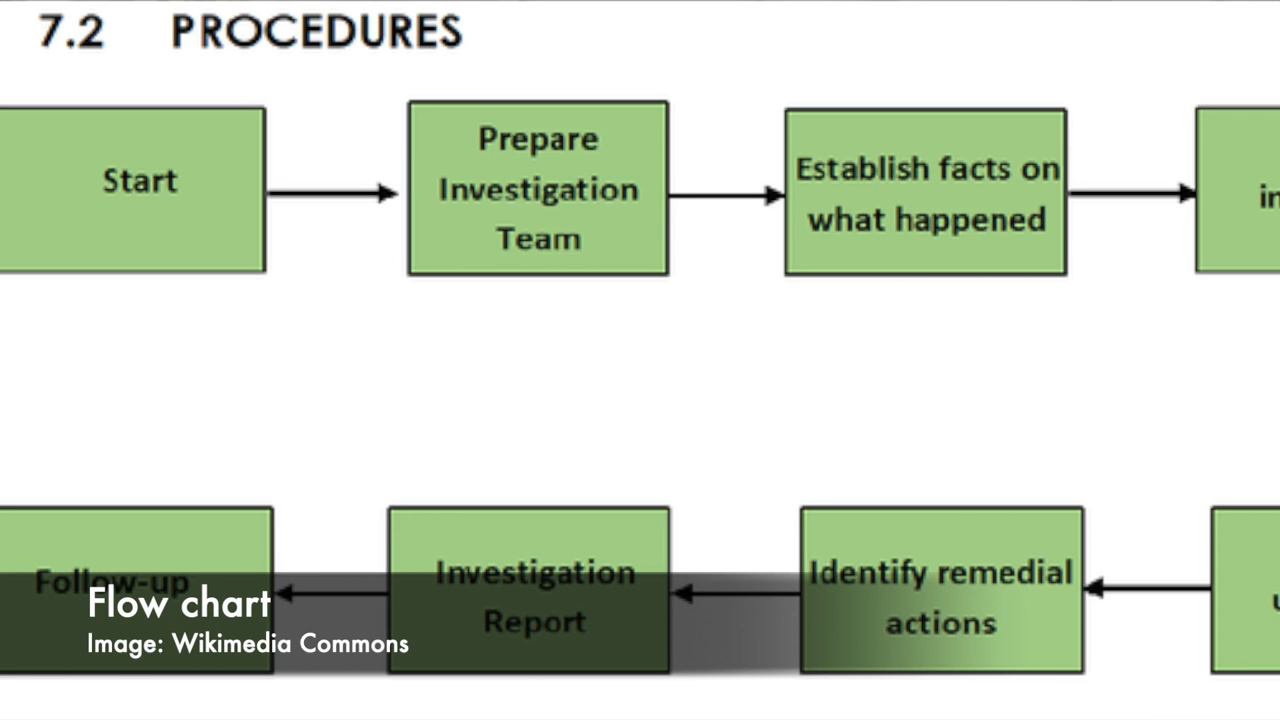 7.2 PROCEDURES
Start
Prepare
Investigation
Team
Establish facts on
what happened
in
Follow-up
Investigation
Report
Identify remedial
actions
Flow chart
Image: Wikimedia Commons